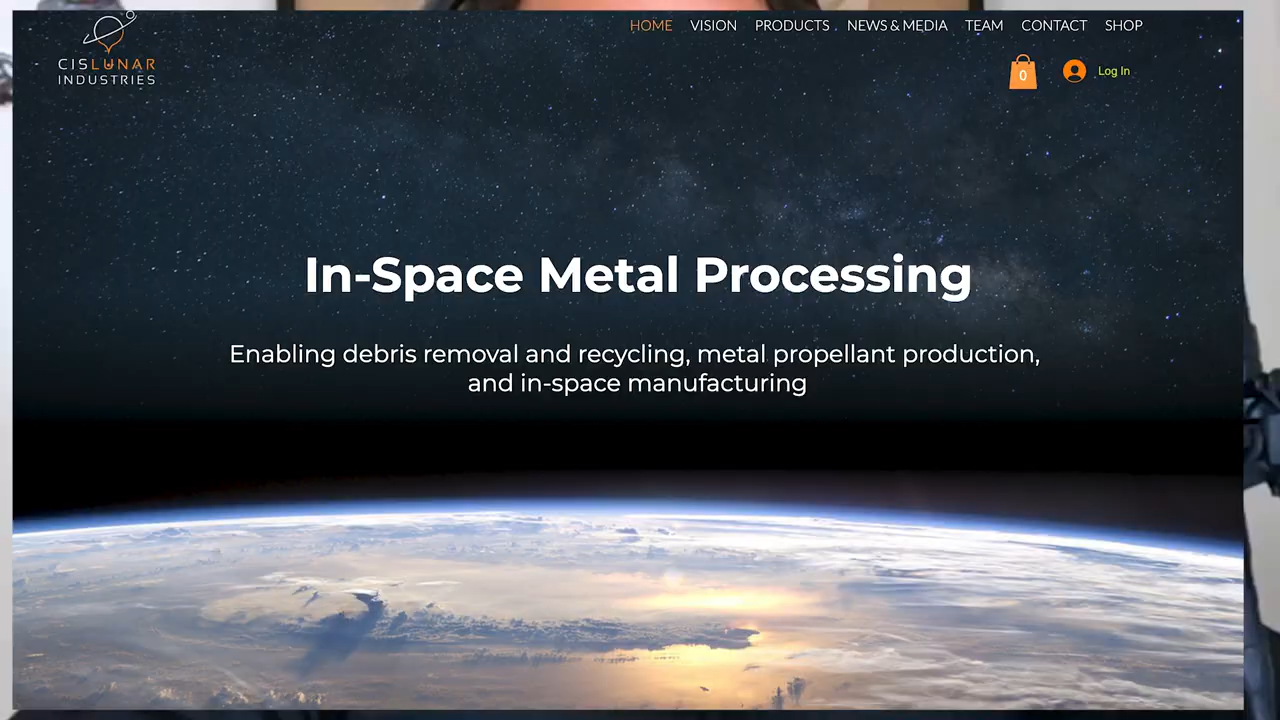 CISLUNAR
INDUSTRIES
HOME VISION PRODUCTS NEWS & MEDIA TEAM CONTACT SHOP
0 Log In
In-Space Metal Processing
Enabling debris removal and recycling, metal propellant production,
and in-space manufacturing